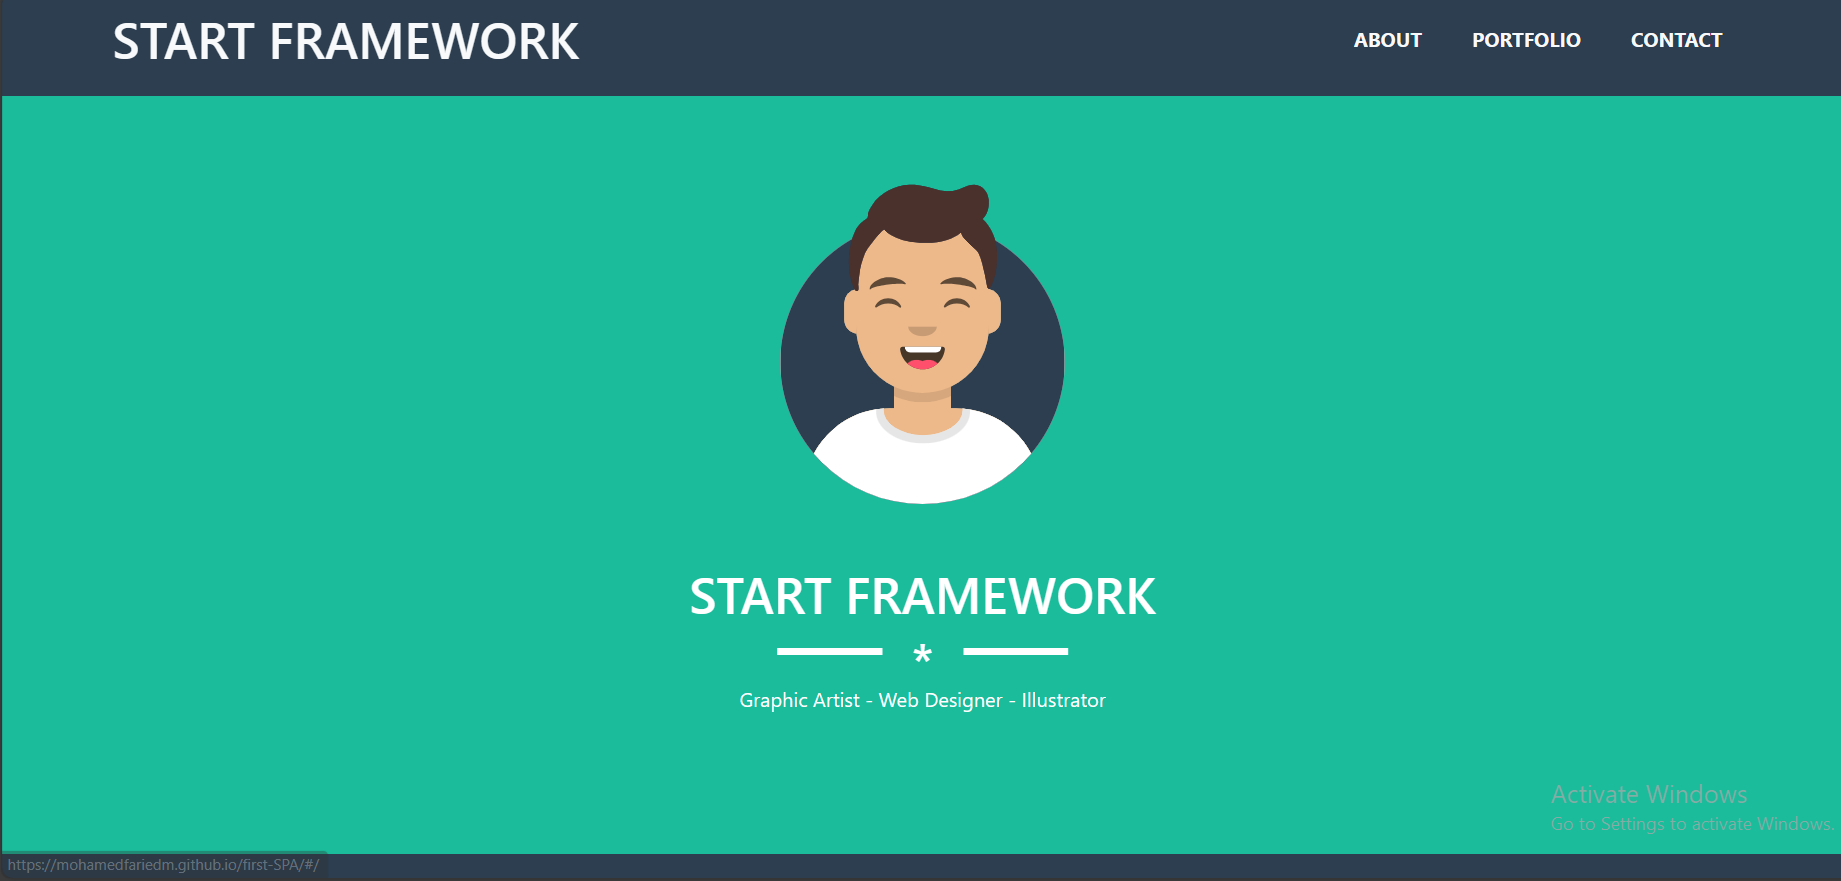 START FRAMEWORK
ABOUT PORTFOLIO CONTACT
START FRAMEWORK
*
Graphic Artist - Web Designer - Illustrator
Activate Windows
Go to Settings to activate Windows.
https://mohamedfariedm.github.io/first-SPA/#/